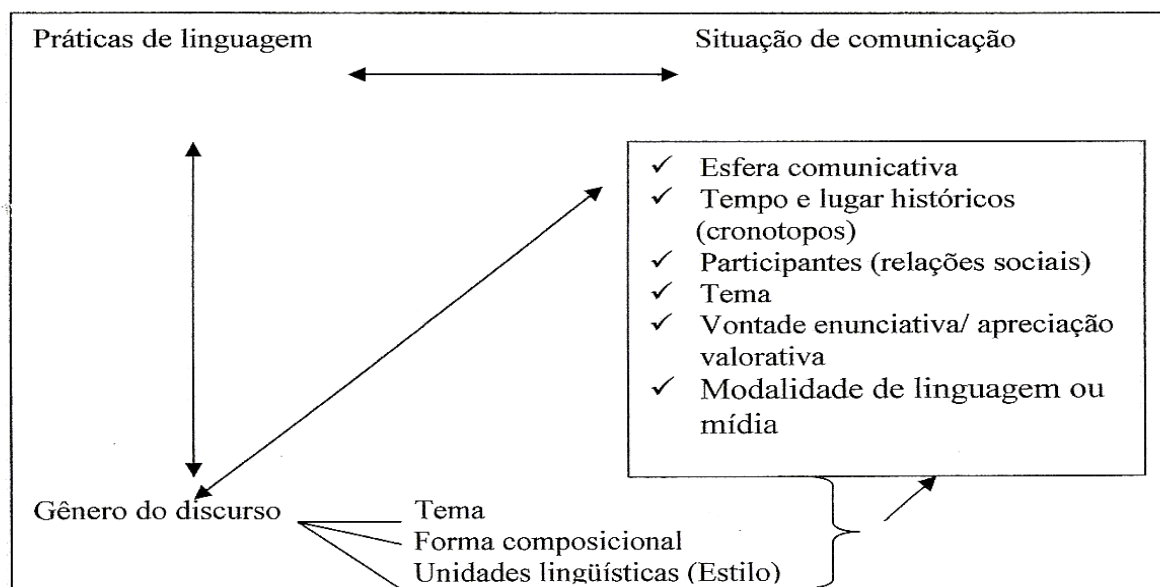 Práticas de linguagem
Situação de comunicação
✓ Esfera comunicativa
✓ Tempo e lugar históricos
(cronotopos)
✓ Participantes (relações sociais)
✓ Tema
✓ Vontade enunciativa/ apreciação
valorativa
✓ Modalidade de linguagem ou
mídia
Gênero do discurso
Tema
Forma composicional
Unidades lingüísticas (Estilo)